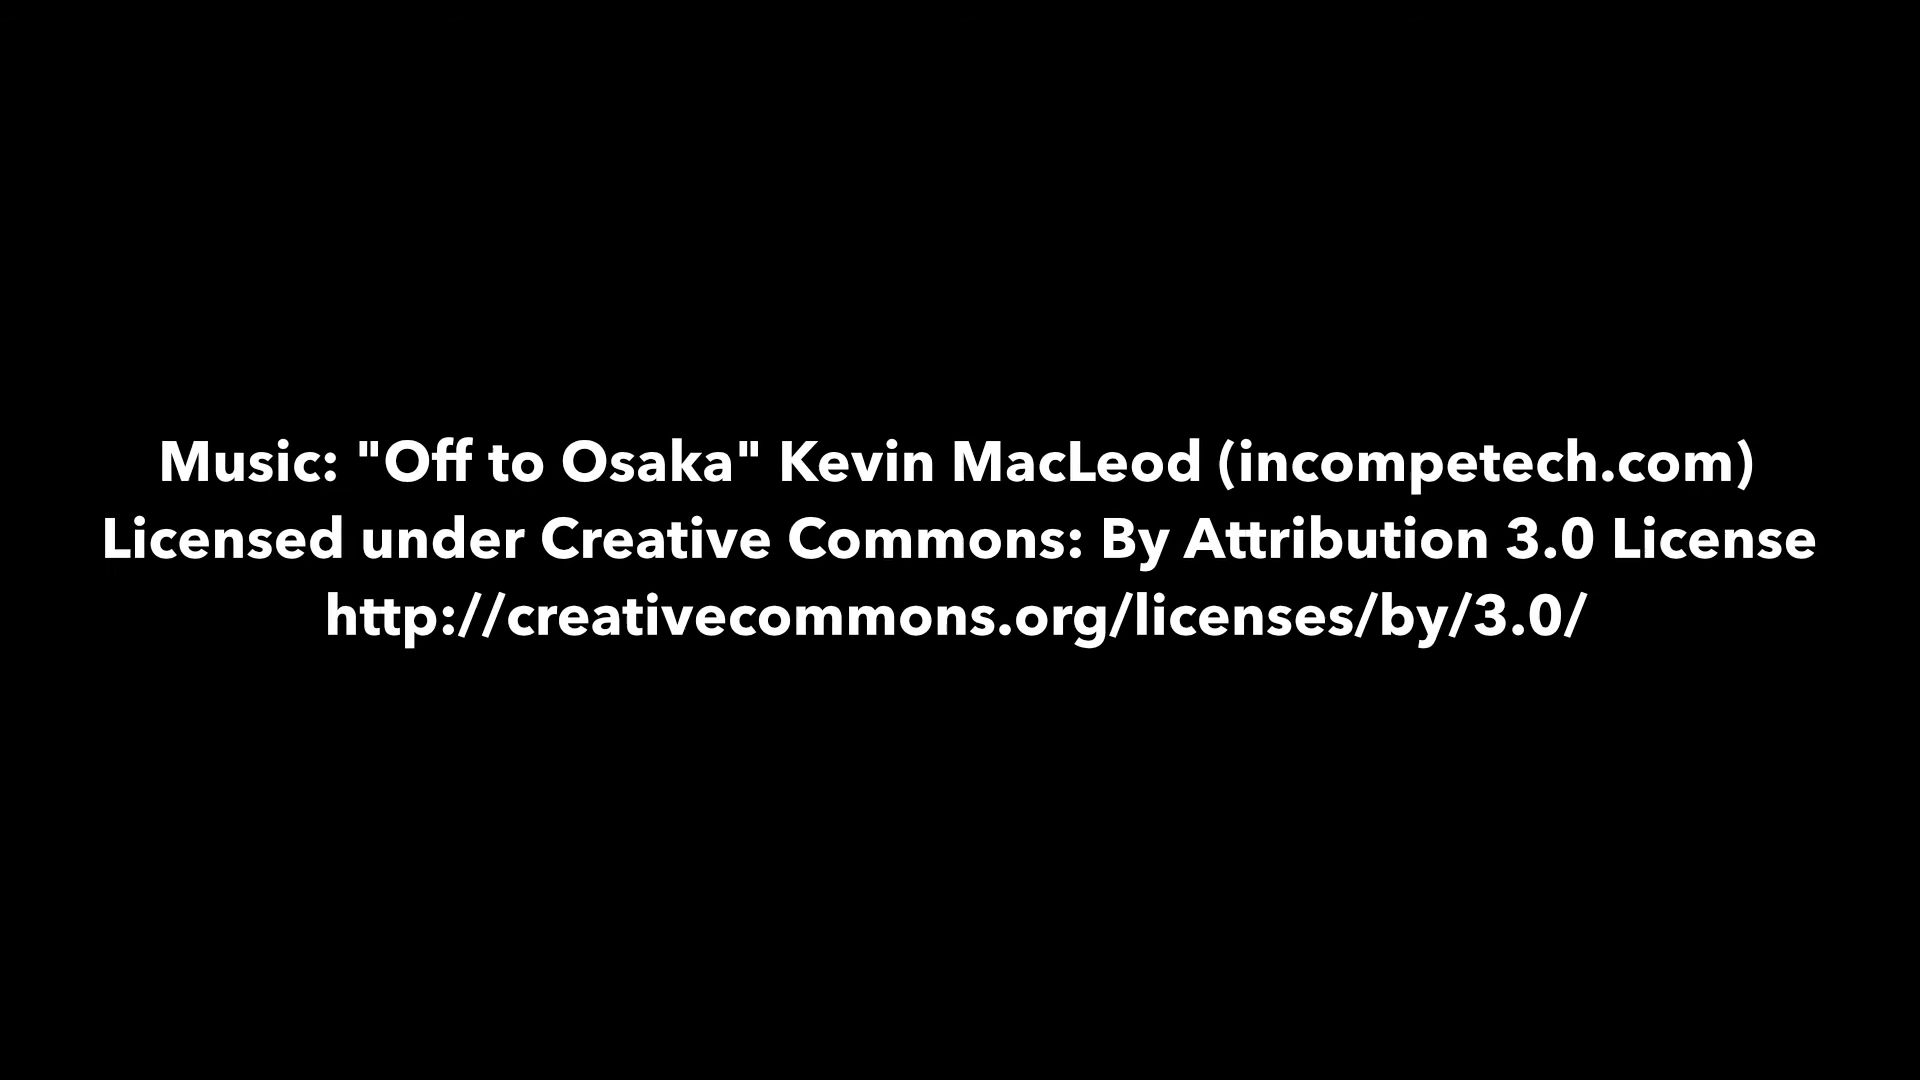 Music: "Off to Osaka" Kevin MacLeod (incompetech.com)
Licensed under Creative Commons: By Attribution 3.0 License
http://creativecommons.org/licenses/by/3.0/